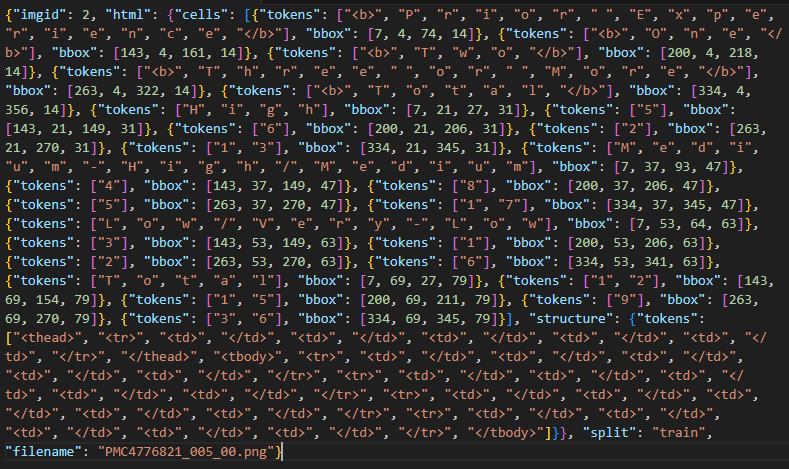 {"imgid": 2, "html": {"cells": [{"tokens": ["<b>", "P", "r", "i", "o", "r", " ", "E", "x", "p", "e",
"r", "i", "e", "n", "c", "e", "</b>"], "bbox": [7, 4, 74, 14]}, {"tokens": ["<b>", "O", "n", "e", "</
b>"], "bbox": [143, 4, 161, 14]}, {"tokens": ["<b>", "T", "w", "o", "</b>"], "bbox": [200, 4, 218,
14]}, {"tokens": ["<b>", "T", "h", "r", "e", "e", " ", "o", "r", " ", "M", "o", "r", "e", "</b>"],
"bbox": [263, 4, 322, 14]}, {"tokens": ["<b>", "T", "o", "t", "a", "l", "</b>"], "bbox": [334, 4,
356, 14]}, {"tokens": ["H", "i", "g", "h"], "bbox": [7, 21, 27, 31]}, {"tokens": ["5"], "bbox":
[143, 21, 149, 31]}, {"tokens": ["6"], "bbox": [200, 21, 206, 31]}, {"tokens": ["2"], "bbox": [263,
21, 270, 31]}, {"tokens": ["1", "3"], "bbox": [334, 21, 345, 31]}, {"tokens": ["M", "e", "d", "i",
"u", "m", "-", "H", "i", "g", "h", "/", "M", "e", "d", "i", "u", "m"], "bbox": [7, 37, 93, 47]},
{"tokens": ["4"], "bbox": [143, 37, 149, 47]}, {"tokens": ["8"], "bbox": [200, 37, 206, 47]},
{"tokens": ["5"], "bbox": [263, 37, 270, 47]}, {"tokens": ["1", "7"], "bbox": [334, 37, 345, 47]},
{"tokens": ["L", "o", "w", "/", "V", "e", "r", "y", "-", "L", "o", "w"], "bbox": [7, 53, 64, 63]},
{"tokens": ["3"], "bbox": [143, 53, 149, 63]}, {"tokens": ["1"], "bbox": [200, 53, 206, 63]},
{"tokens": ["2"], "bbox": [263, 53, 270, 63]}, {"tokens": ["6"], "bbox": [334, 53, 341, 63]},
{"tokens": ["T", "o", "t", "a", "l"], "bbox": [7, 69, 27, 79]}, {"tokens": ["1", "2"], "bbox": [143,
69, 154, 79]}, {"tokens": ["1", "5"], "bbox": [200, 69, 211, 79]}, {"tokens": ["9"], "bbox": [263,
69, 270, 79]}, {"tokens": ["3", "6"], "bbox": [334, 69, 345, 79]}], "structure": {"tokens":
["<thead>", "<tr>", "<td>", "</td>", "<td>", "</td>", "<td>", "</td>", "<td>", "</td>", "<td>", "</
td>", "</tr>", "</thead>", "<tbody>", "<tr>", "<td>", "</td>", "<td>", "</td>", "<td>", "</td>",
"<td>", "</td>", "<td>", "</td>", "</tr>", "<tr>", "<td>", "</td>", "<td>", "</td>", "<td>", "</
td>", "<td>", "</td>", "<td>", "</td>", "</tr>", "<tr>", "<td>", "</td>", "<td>", "</td>", "<td>",
"</td>", "<td>", "</td>", "<td>", "</td>", "</tr>", "<tr>", "<td>", "</td>", "<td>", "</td>",
"<td>", "</td>", "<td>", "</td>", "<td>", "</td>", "</tr>", "</tbody>"]}}, "split": "train",
"filename": "PMC4776821_005_00.png"}